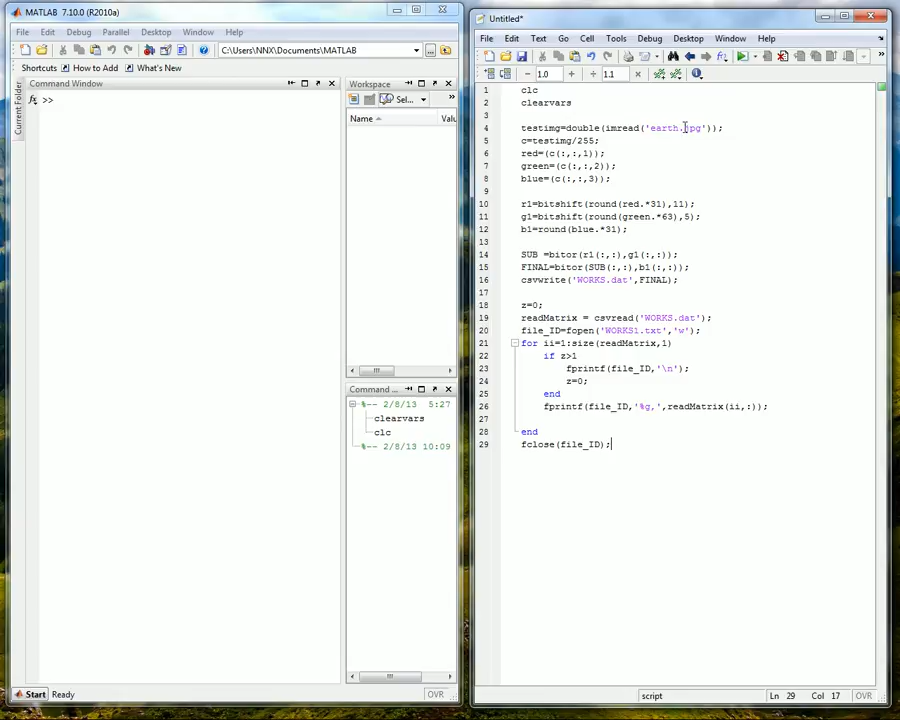 MATLAB 7.10.0 (R2010a)
File Edit Debug Parallel Desktop Window Help
C:\Users\NNX\Documents\MATLAB
Shortcuts How to Add What's New
Current Folder
Command Window
fx >>
Workspace
Sel...
Name Valu
Command ...
%-- 2/8/13 5:27
clearvars
clc
%-- 2/8/13 10:09
Start Ready
OVR
Untitled*
File Edit Text Go Cell Tools Debug Desktop Window Help
1.0 1.1
1 clc
2 clearvars
3
4 testimg=double(imread('earth.jpg'));
5 c=testimg/255;
6 red=(c(:,:,1));
7 green=(c(:,:,2));
8 blue=(c(:,:,3));
9
10 r1=bitshift(round(red.*31),11);
11 g1=bitshift(round(green.*63),5);
12 b1=round(blue.*31);
13
14 SUB =bitor(r1(:,:),g1(:,:));
15 FINAL=bitor(SUB(:,:),b1(:,:));
16 csvwrite('WORKS.dat',FINAL);
17
18 z=0;
19 readMatrix = csvread('WORKS.dat');
20 file_ID=fopen('WORKS1.txt','w');
21 for ii=1:size(readMatrix,1)
22 if z>1
23 fprintf(file_ID,'\n');
24 z=0;
25 end
26 fprintf(file_ID,'%g,',readMatrix(ii,:));
27
28 end
29 fclose(file_ID);
script Ln 29 Col 17 OVR